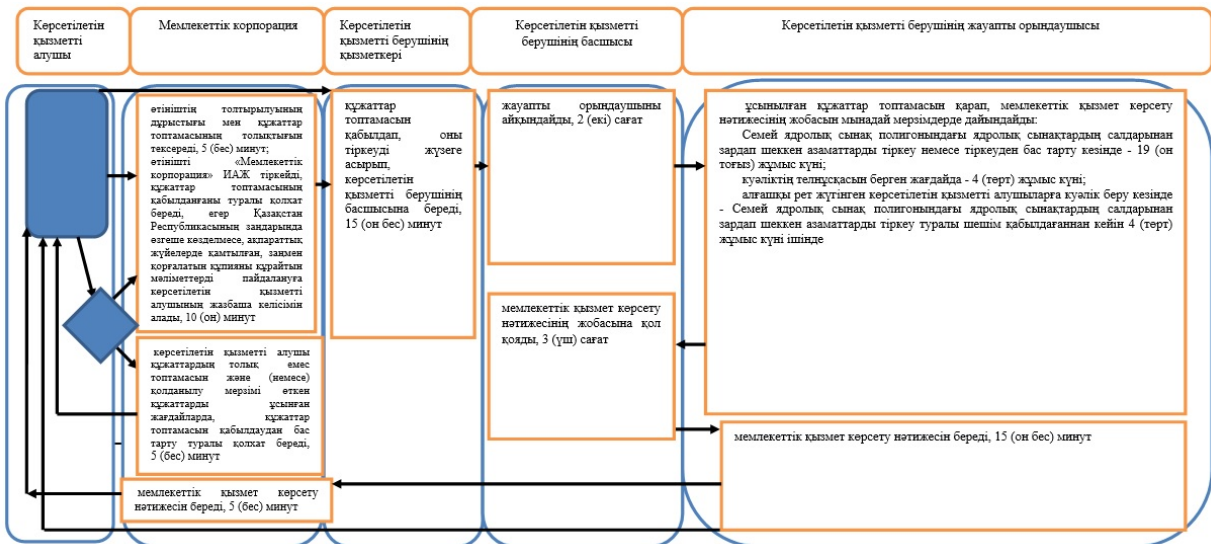 Көрсетілетін
қызметті
алушы
Мемлекеттік корпорация
Көрсетілетін
қызметті берушінің
қызметкері
Көрсетілетін қызметті
берушінің басшысы
Көрсетілетін қызметті берушінің жауапты орындаушысы
өтініштің толтырылуының
дұрыстығы мен құжаттар
топтамасының толықтығын
тексереді, 5 (бес) минут;
өтінішті «Мемлекеттік
корпорация» ИАЖ тіркейді,
құжаттар топтамасының
қабылданғаны туралы қолхат
береді, егер Қазақстан
Республикасының заңдарында
өзгеше көзделмесе, ақпараттық
жүйелерде қамтылған, заңмен
қорғалатын құпияны құрайтын
мәліметтерді пайдалануға
көрсетілетін қызметті
алушының жазбаша келісімін
алады, 10 (он) минут
көрсетілетін қызметті алушы
құжаттардың толық емес
топтамасын және (немесе)
қолданылу мерзімі өткен
құжаттарды ұсынған
жағдайларда, құжаттар
топтамасын қабылдаудан бас
тарту туралы қолхат береді,
5 (бес) минут
мемлекеттік қызмет көрсету
нәтижесін береді, 5 (бес) минут
құжаттар
топтамасын
қабылдап, оны
тіркеуді жүзеге
асырып,
көрсетілетін
қызметті берушінің
басшысына береді,
15 (он бес) минут
жауапты орындаушыны
айқындайды, 2 (екі) сағат
мемлекеттік қызмет көрсету
нәтижесінің жобасына қол
қояды, 3 (үш) сағат
ұсынылған құжаттар топтамасын қарап, мемлекеттік қызмет көрсету
нәтижесінің жобасын мынадай мерзімдерде дайындайды:
Семей ядролық сынақ полигонындағы ядролық сынақтардың салдарынан
зардап шеккен азаматтарды тіркеу немесе тіркеуден бас тарту кезінде - 19 (он
тоғыз) жұмыс күні;
куәліктің телнұсқасын берген жағдайда - 4 (төрт) жұмыс күні;
алғашқы рет жүгінген көрсетілетін қызметті алушыларға куәлік беру кезінде
- Семей ядролық сынақ полигонындағы ядролық сынақтардың салдарынан
зардап шеккен азаматтарды тіркеу туралы шешім қабылдағаннан кейін 4 (төрт)
жұмыс күні ішінде
мемлекеттік қызмет көрсету нәтижесін береді, 15 (он бес) минут